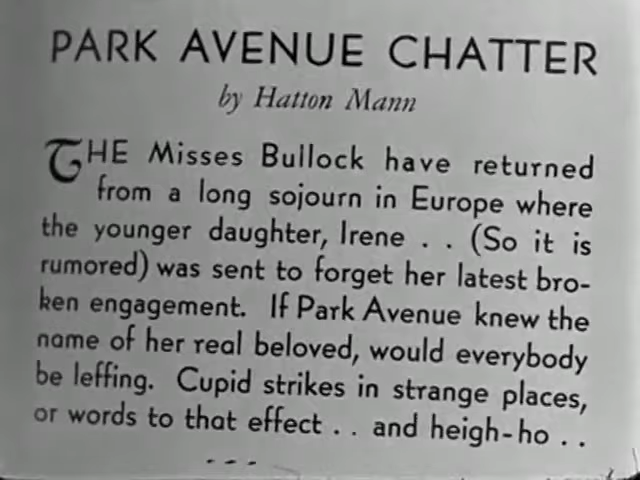 PARK AVENUE CHATTER
by Hatton Mann
THE Misses Bullock have returned
from a long sojourn in Europe where
the younger daughter, Irene . . (So it is
rumored) was sent to forget her latest bro-
ken engagement. If Park Avenue knew the
name of her real beloved, would everybody
be leffing. Cupid strikes in strange places,
or words to that effect . . and heigh-ho . .
- - -